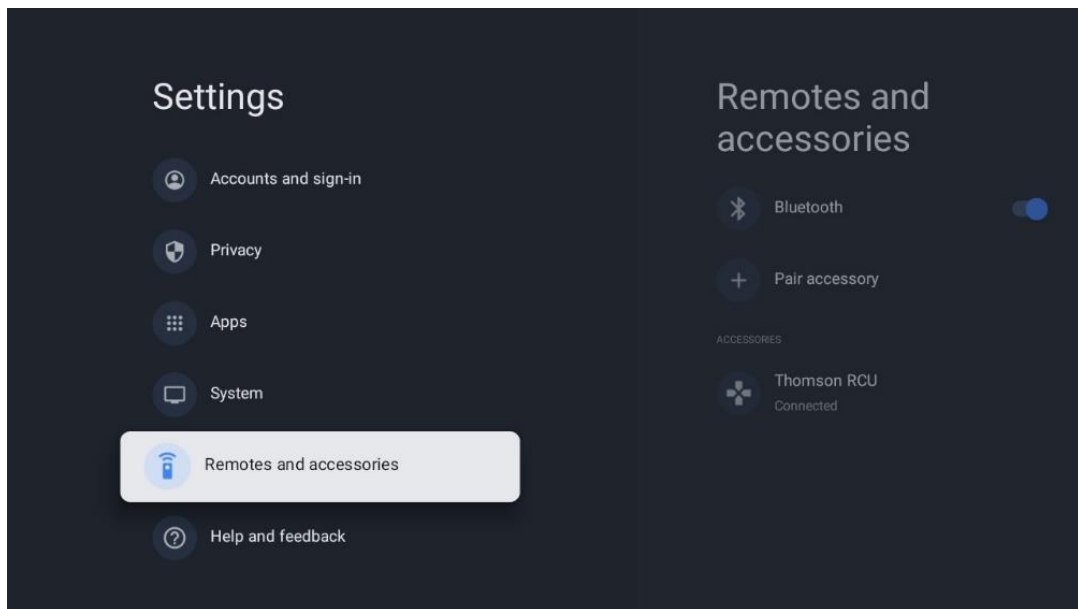 Settings
Accounts and sign-in
Privacy
Apps
System
Remotes and accessories
Help and feedback
Remotes and
accessories
Bluetooth
Pair accessory
ACCESSORIES
Thomson RCU
Connected